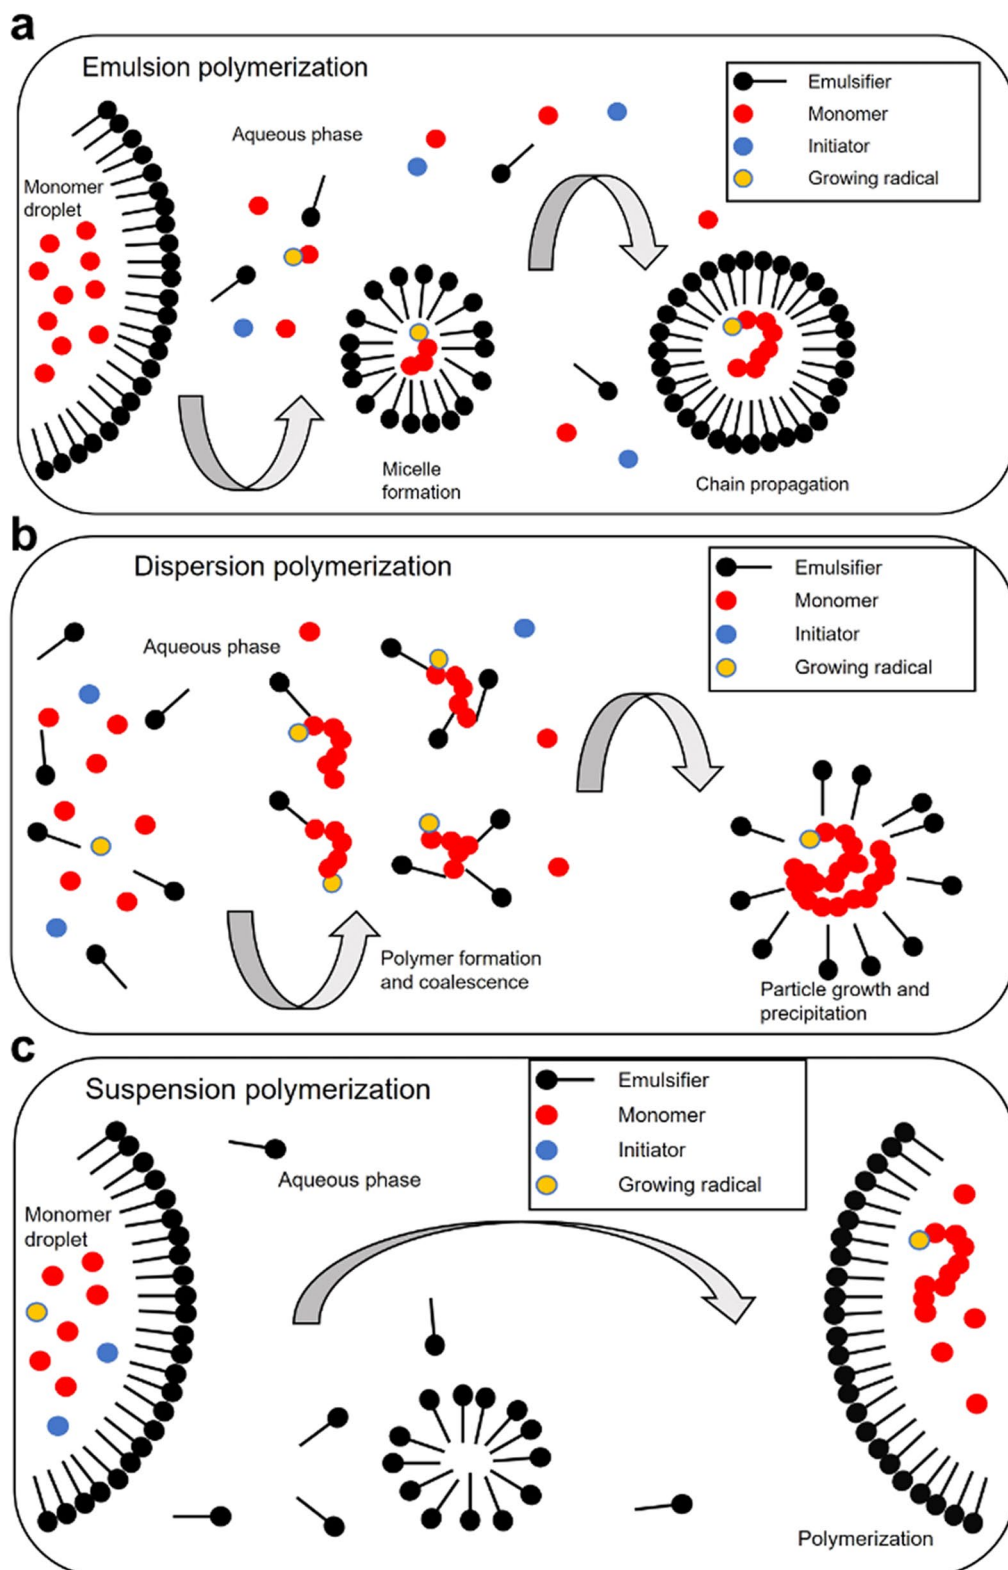 a
Emulsion polymerization
Emulsifier
Monomer
Initiator
Growing radical
Aqueous phase
Monomer
droplet
Micelle
formation
Chain propagation
b
Dispersion polymerization
Emulsifier
Monomer
Initiator
Growing radical
Aqueous phase
Polymer formation
and coalescence
Particle growth and
precipitation
c
Suspension polymerization
Emulsifier
Monomer
Initiator
Growing radical
Aqueous phase
Monomer
droplet
Polymerization